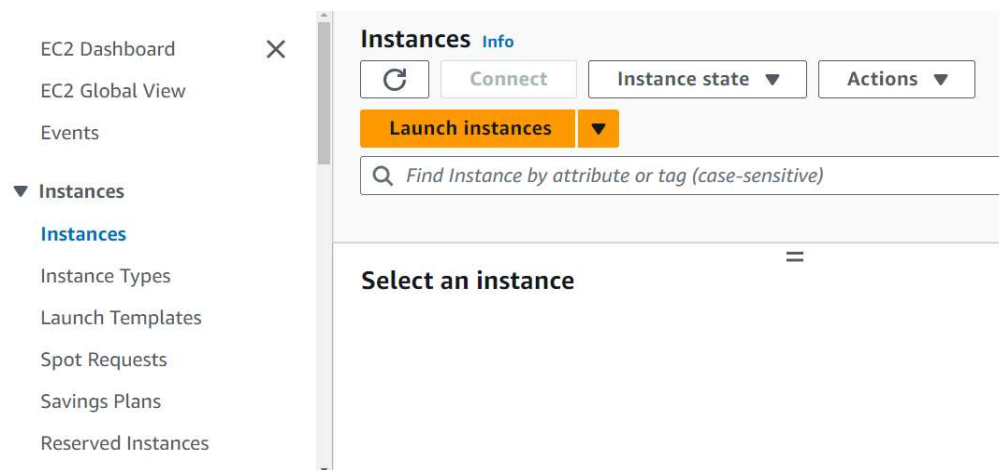 EC2 Dashboard
EC2 Global View
Events
Instances
Instances
Instance Types
Launch Templates
Spot Requests
Savings Plans
Reserved Instances
Instances Info
Connect Instance state Actions
Launch instances
Find Instance by attribute or tag (case-sensitive)
Select an instance